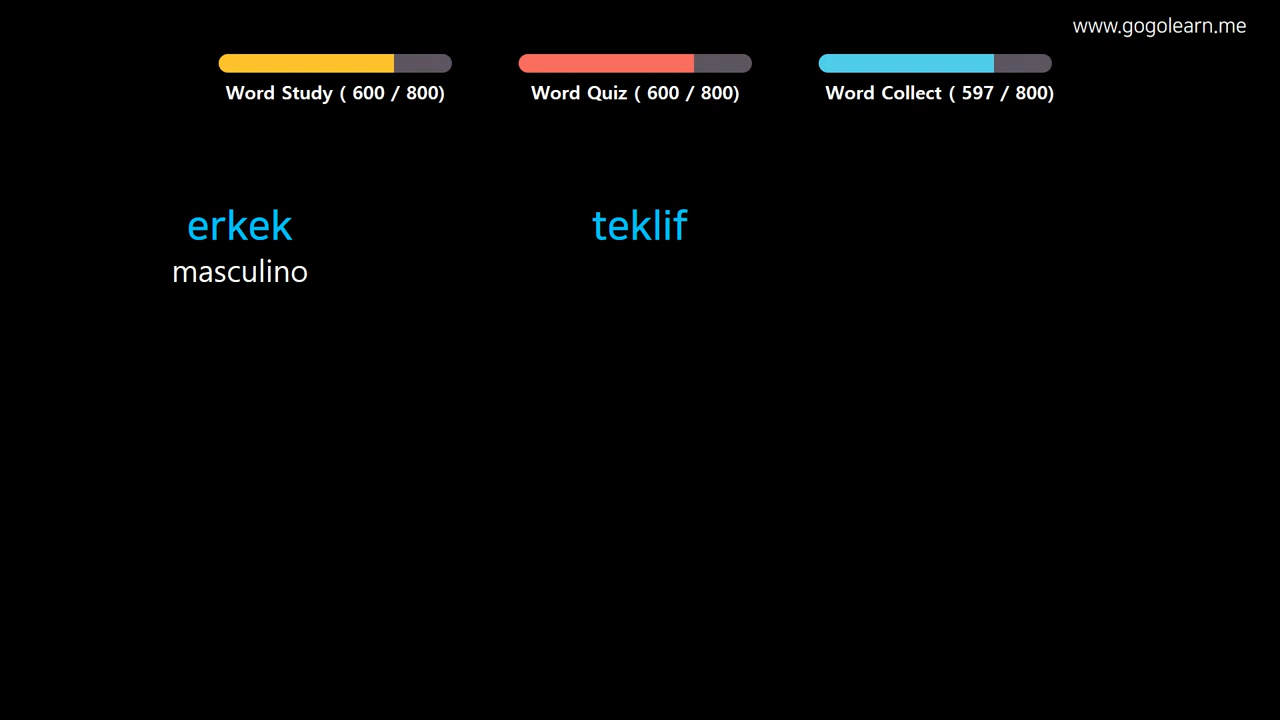 www.gogolearn.me
Word Study ( 600 / 800)
Word Quiz ( 600 / 800)
Word Collect ( 597 / 800)
erkek
masculino
teklif